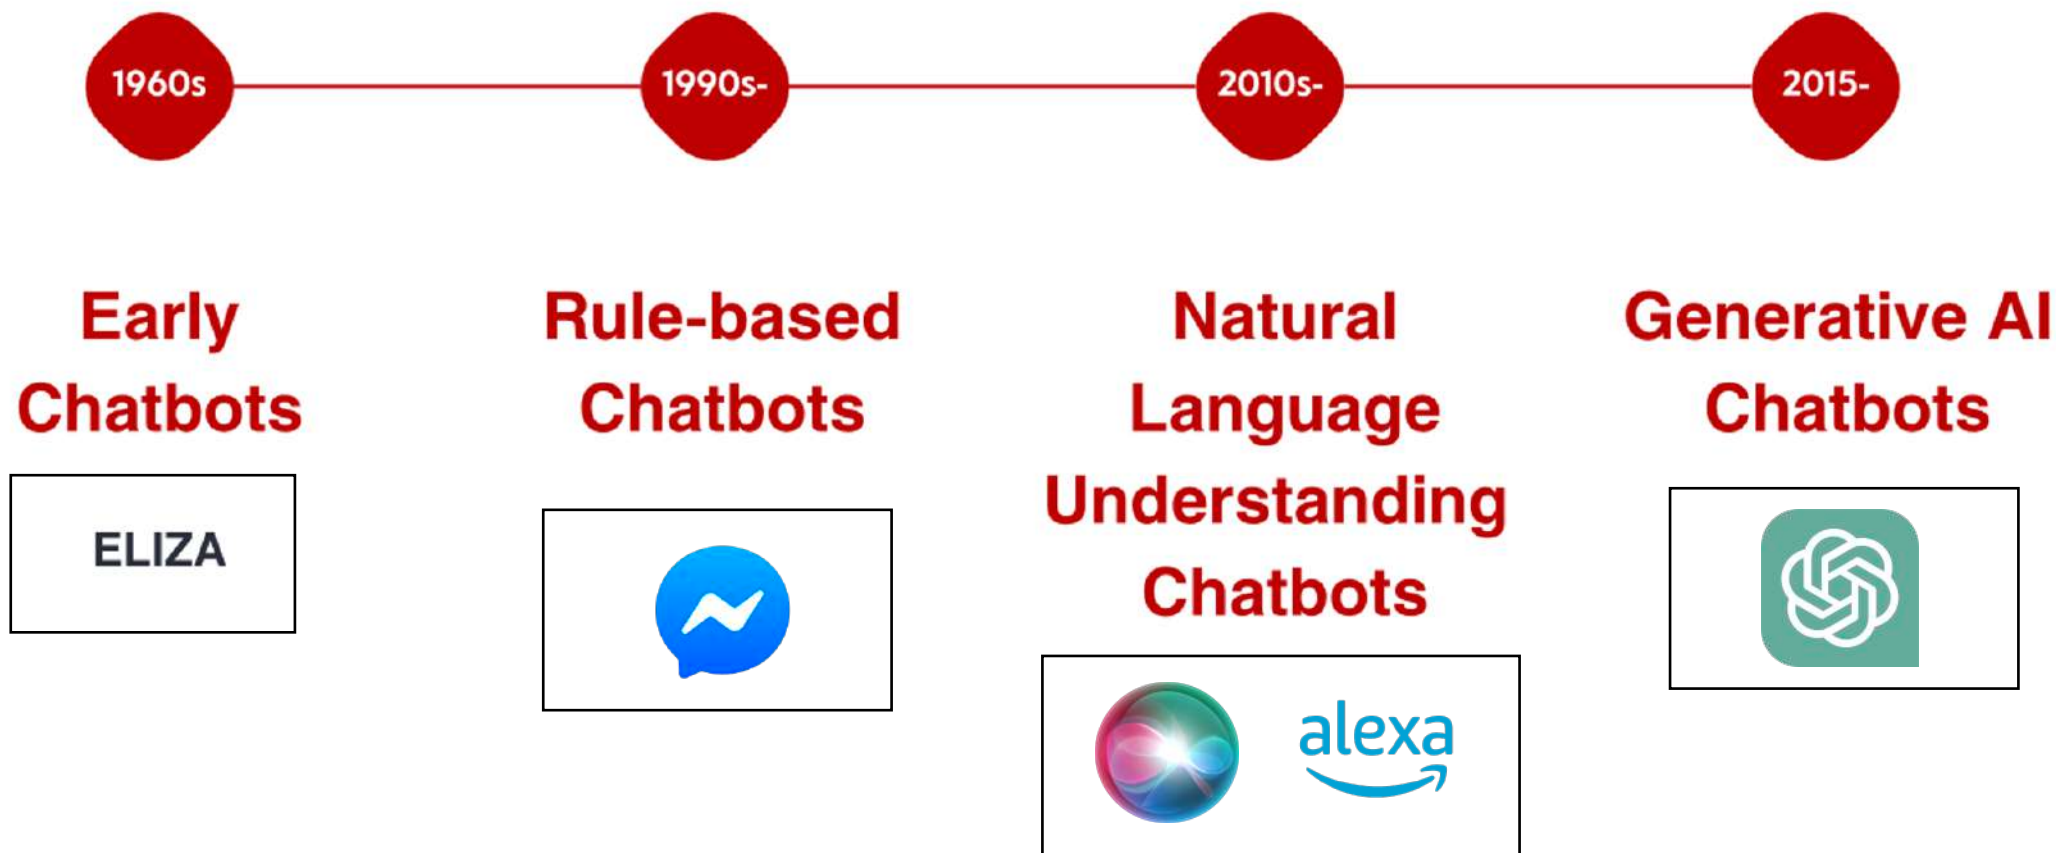 1960s
1990s-
2010s-
2015-
Early
Chatbots
ELIZA
Rule-based
Chatbots
Natural
Language
Understanding
Chatbots
alexa
Generative AI
Chatbots